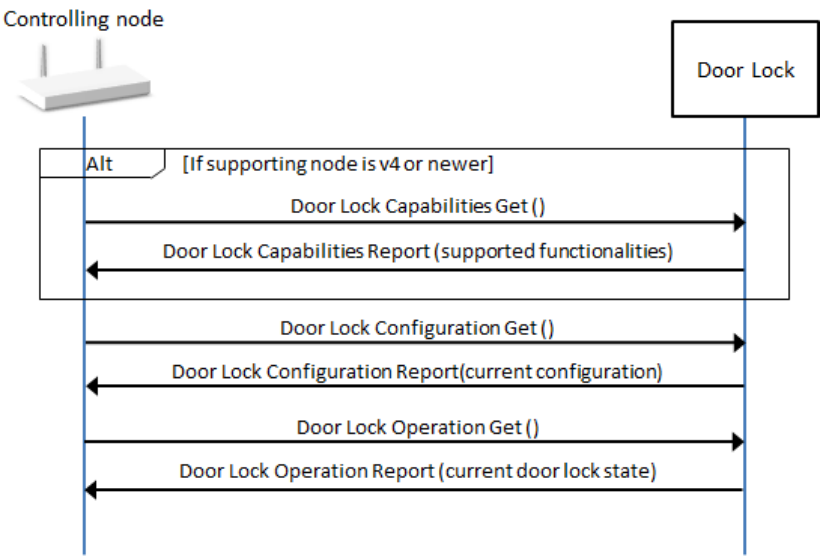 Controlling node
Door Lock
Alt [If supporting node is v4 or newer]
Door Lock Capabilities Get ()
Door Lock Capabilities Report (supported functionalities)
Door Lock Configuration Get ()
Door Lock Configuration Report(current configuration)
Door Lock Operation Get ()
Door Lock Operation Report (current door lock state)